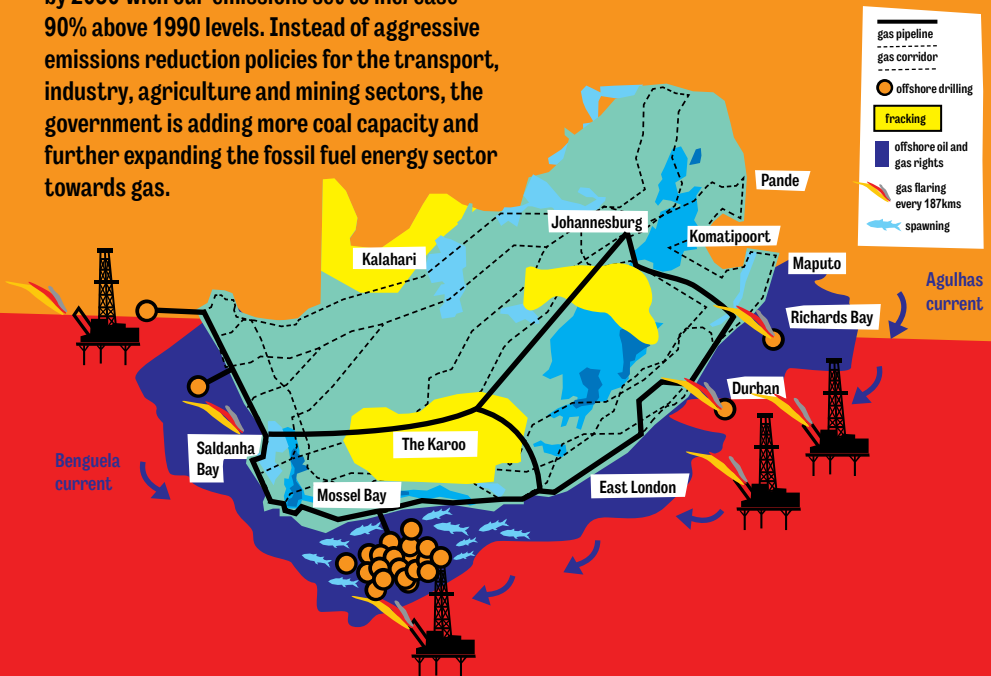 90% above 1990 levels. Instead of aggressive
emissions reduction policies for the transport,
industry, agriculture and mining sectors, the
government is adding more coal capacity and
further expanding the fossil fuel energy sector
towards gas.
gas pipeline
gas corridor
offshore drilling
fracking
offshore oil and
gas rights
gas flaring
every 187kms
spawning
Pande
Johannesburg
Komatipoort
Kalahari
Maputo
Agulhas
current
Richards Bay
Durban
The Karoo
Saldanha
Bay
Benguela
current
Mossel Bay
East London